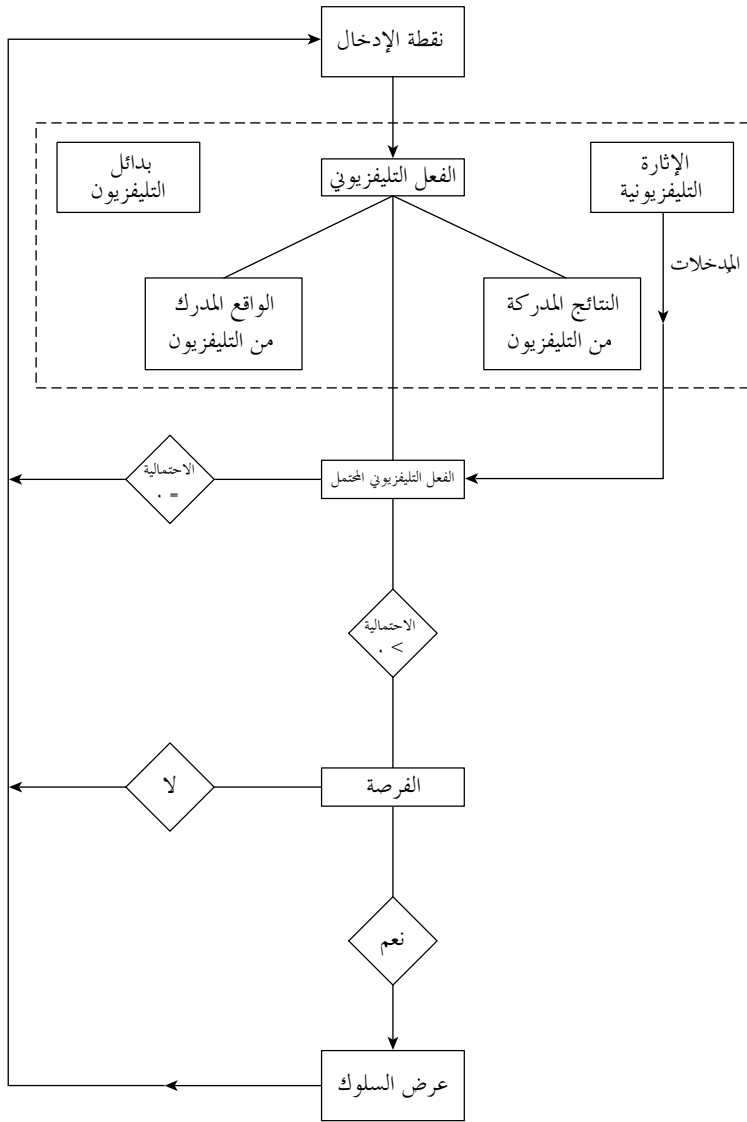 نقطة الإدخال
الإثارة
التليفزيونية
الفعل التليفزيوني
بدائل
التليفزيون
المدخلات
النتائج المدركة
من التليفزيون
الواقع المدرك
من التليفزيون
الفعل التليفزيوني المحتمل
الاحتمالية
= ٠
الاحتمالية
> ٠
الفرصة
لا
نعم
عرض السلوك